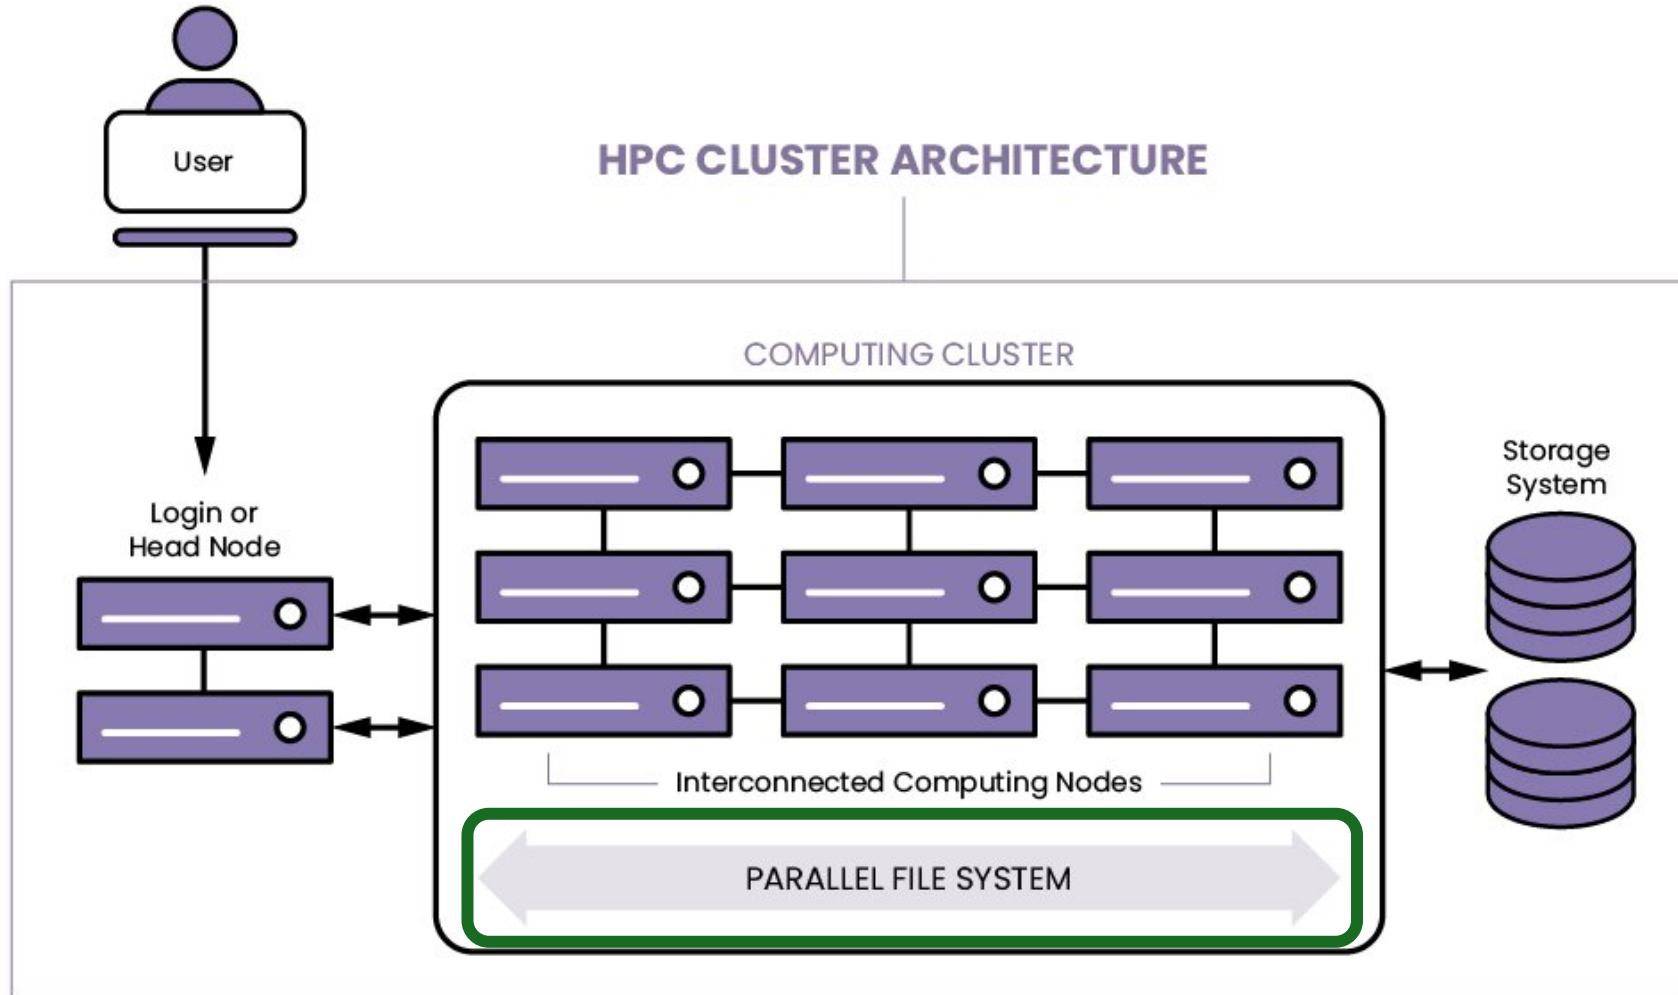 User
HPC CLUSTER ARCHITECTURE
COMPUTING CLUSTER
Storage
System
Login or
Head Node
Interconnected Computing Nodes
PARALLEL FILE SYSTEM